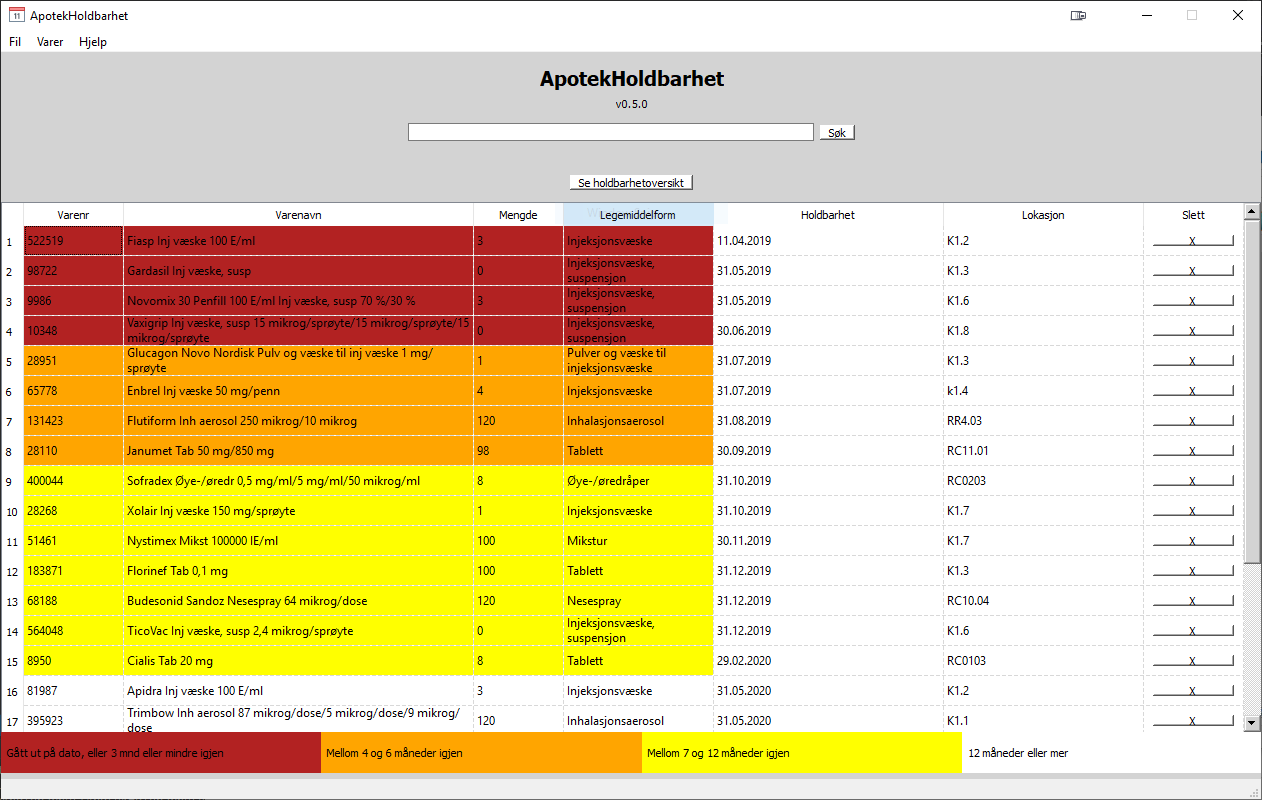 ApotekHoldbarhet
Fil Varer Hjelp
ApotekHoldbarhet
v0.5.0
Søk
Se holdbarhetoversikt
Varenr Varenavn Mengde Legemiddelform Holdbarhet Lokasjon Slett
1 522519 Fiasp Inj væske 100 E/ml 3 Injeksjonsvæske 11.04.2019 K1.2 X
2 98722 Gardasil Inj væske, susp 0 Injeksjonsvæske, suspensjon 31.05.2019 K1.3 X
3 9986 Novomix 30 Penfill 100 E/ml Inj væske, susp 70 %/30 % 3 Injeksjonsvæske, suspensjon 31.05.2019 K1.6 X
4 10348 Vaxigrip Inj væske, susp 15 mikrog/sprøyte/15 mikrog/sprøyte/15 mikrog/sprøyte 0 Injeksjonsvæske, suspensjon 30.06.2019 K1.8 X
5 28951 Glucagon Novo Nordisk Pulv og væske til inj væske 1 mg/ sprøyte 1 Pulver og væske til injeksjonsvæske 31.07.2019 K1.3 X
6 65778 Enbrel Inj væske 50 mg/penn 4 Injeksjonsvæske 31.07.2019 k1.4 X
7 131423 Flutiform Inh aerosol 250 mikrog/10 mikrog 120 Inhalasjonsaerosol 31.08.2019 RR4.03 X
8 28110 Janumet Tab 50 mg/850 mg 98 Tablett 30.09.2019 RC11.01 X
9 400044 Sofradex Øye-/øredr 0,5 mg/ml/5 mg/ml/50 mikrog/ml 8 Øye-/øredråper 31.10.2019 RC0203 X
10 28268 Xolair Inj væske 150 mg/sprøyte 1 Injeksjonsvæske 31.10.2019 K1.7 X
11 51461 Nystimex Mikst 100000 IE/ml 100 Mikstur 30.11.2019 K1.7 X
12 183871 Florinef Tab 0,1 mg 100 Tablett 31.12.2019 K1.3 X
13 68188 Budesonid Sandoz Nesespray 64 mikrog/dose 120 Nesespray 31.12.2019 RC10.04 X
14 564048 TicoVac Inj væske, susp 2,4 mikrog/sprøyte 0 Injeksjonsvæske, suspensjon 31.12.2019 K1.6 X
15 8950 Cialis Tab 20 mg 8 Tablett 29.02.2020 RC0103 X
16 81987 Apidra Inj væske 100 E/ml 3 Injeksjonsvæske 31.05.2020 K1.2 X
17 395923 Trimbow Inh aerosol 87 mikrog/dose/5 mikrog/dose/9 mikrog/ dose 120 Inhalasjonsaerosol 31.05.2020 K1.1 X
Gått ut på dato, eller 3 mnd eller mindre igjen Mellom 4 og 6 måneder igjen Mellom 7 og 12 måneder igjen 12 måneder eller mer